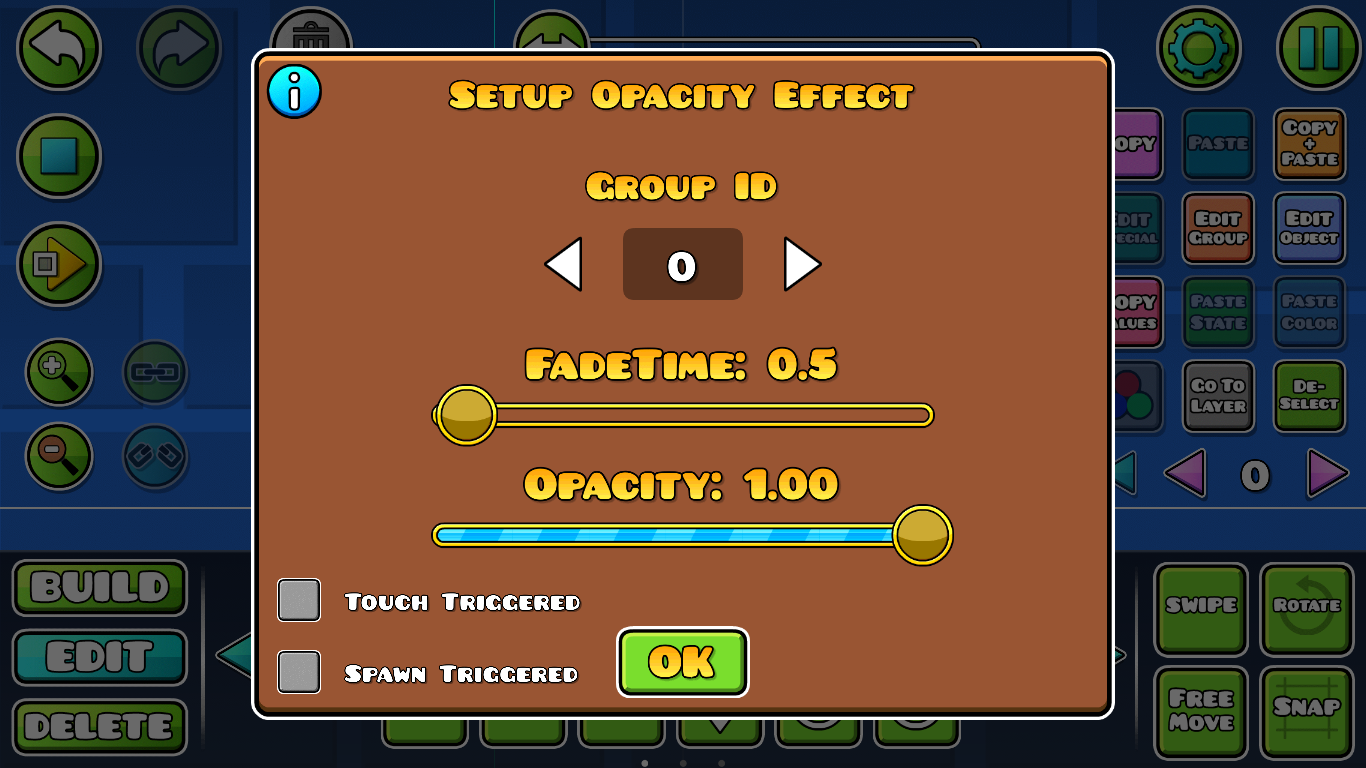 Setup Opacity Effect
Group ID
0
FadeTime: 0.5
Opacity: 1.00
Touch Triggered
Spawn Triggered
OK
BUILD
EDIT
DELETE
Paste
Copy
+
Paste
Edit
Group
Edit
Object
Paste
State
Paste
Color
Go To
Layer
De-
Select
0
Swipe
Rotate
Free
Move
Snap